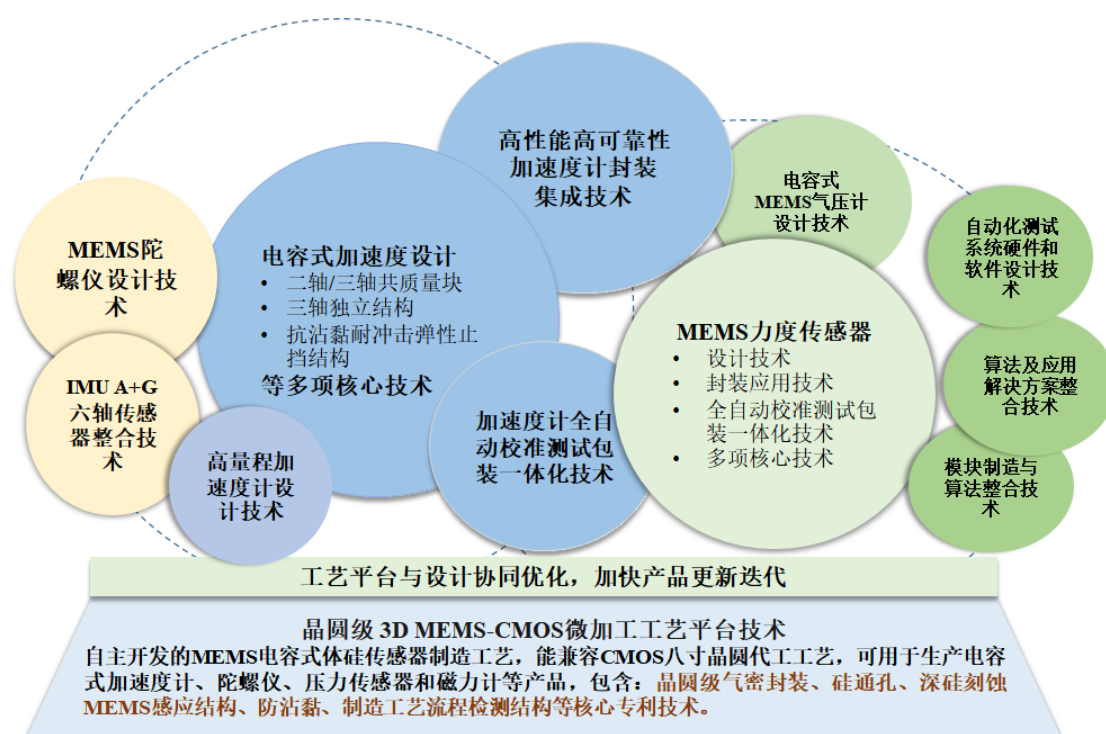 高性能高可靠性
加速度计封装
集成技术
电容式
MEMS气压计
设计技术
自动化测试
系统硬件和
软件设计技
术
MEMS陀
螺仪设计技
术
电容式加速度设计
• 二轴/三轴共质量块
• 三轴独立结构
• 抗沾黏耐冲击弹性止
挡结构
等多项核心技术
MEMS力度传感器
• 设计技术
• 封装应用技术
• 全自动校准测试包
装一体化技术
• 多项核心技术
算法及应用
解决方案整
合技术
IMU A+G
六轴传感
器整合技
术
加速度计全自
动校准测试包
装一体化技术
高量程加
速度计设
计技术
模块制造与
算法整合技
术
工艺平台与设计协同优化，加快产品更新迭代
晶圆级 3D MEMS-CMOS微加工工艺平台技术
自主开发的MEMS电容式体硅传感器制造工艺，能兼容CMOS八寸晶圆代工工艺，可用于生产电容
式加速度计、陀螺仪、压力传感器和磁力计等产品，包含：晶圆级气密封装、硅通孔、深硅刻蚀
MEMS感应结构、防沾黏、制造工艺流程检测结构等核心专利技术。